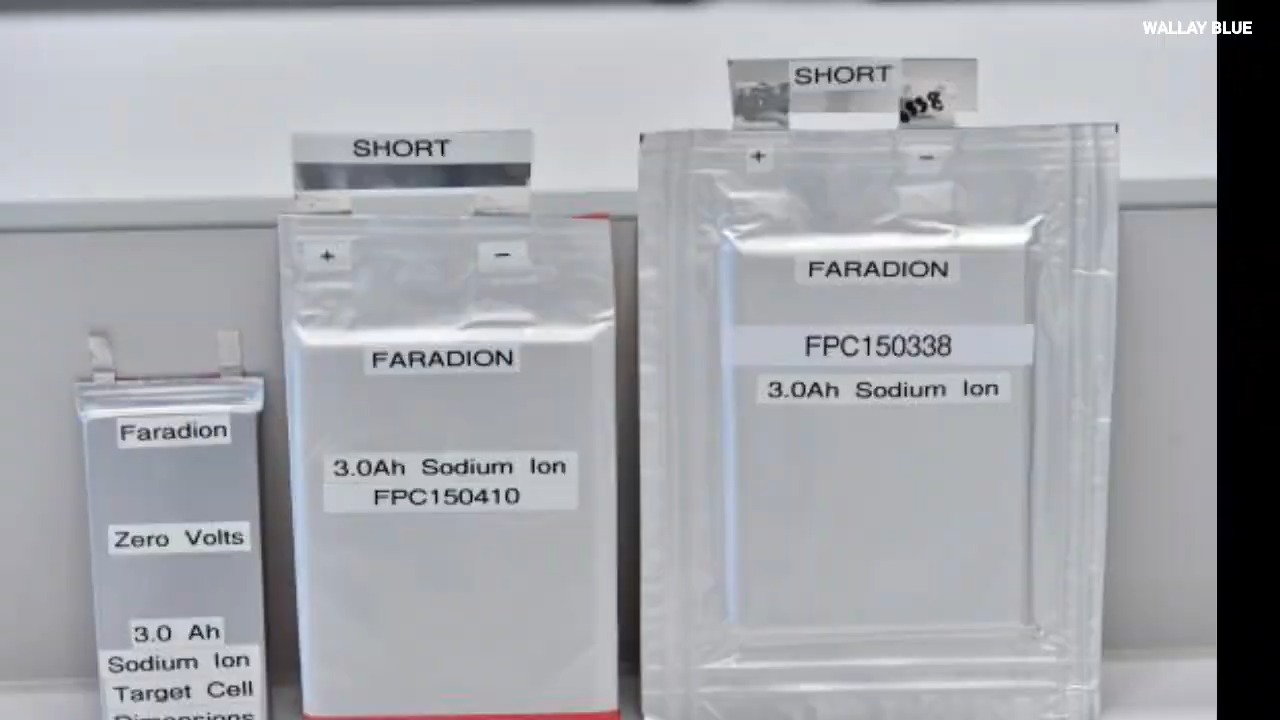 WALLAY BLUE
Faradion
Zero Volts
3.0 Ah
Sodium Ion
Target Cell
Dimensions
SHORT
+ −
FARADION
3.0Ah Sodium Ion
FPC150410
SHORT
+ −
FARADION
FPC150338
3.0Ah Sodium Ion